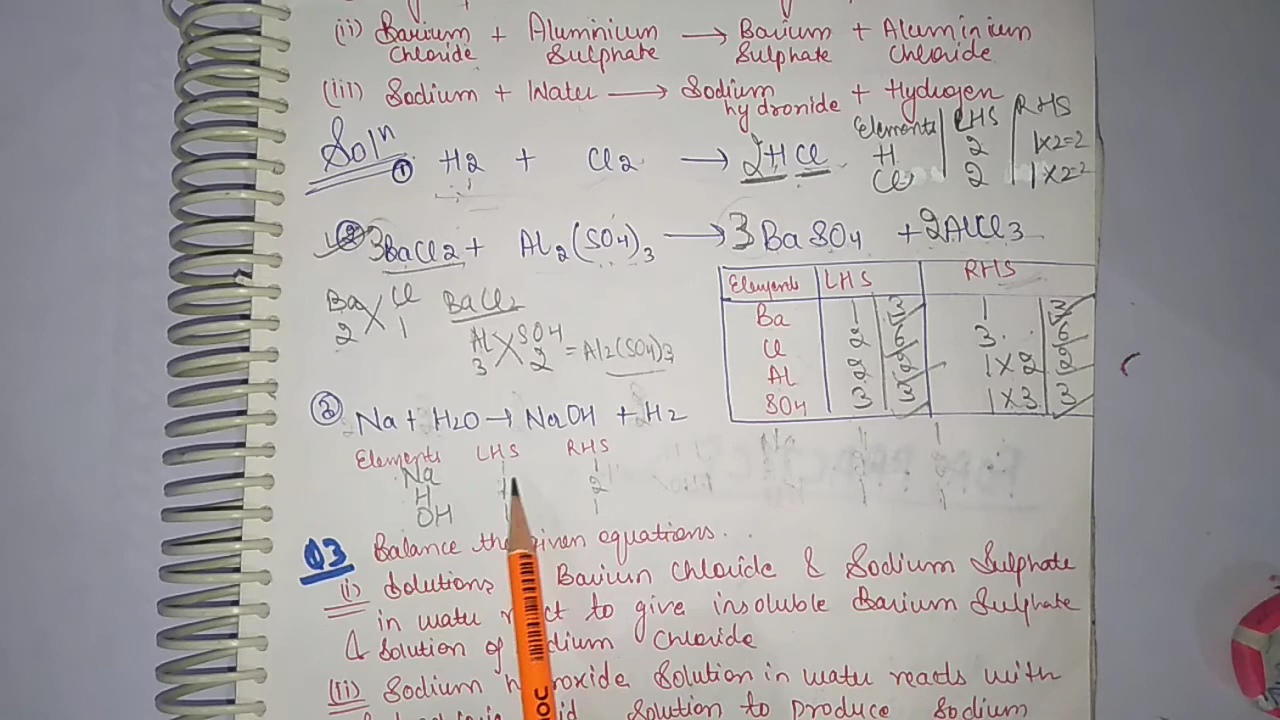 (ii) Barium + Aluminium → Barium + Aluminium
Chloride Sulphate Sulphate Chloride
(iii) Sodium + Water → Sodium + Hydrogen
hydroxide
Solⁿ
① H2 + Cl2 → 2HCl
Elements LHS RHS
H 2 1x2=2
Cl 2 1x2=2
② 3BaCl2 + Al2(SO4)3 → 3BaSO4 + 2AlCl3
Ba Cl BaCl2
2 1
Al SO4 = Al2(SO4)3
3 2
Elements LHS RHS
Ba 1 3 1 3
Cl 2 6 3 6
Al 2 2 1x2 2
SO4 3 3 1x3 3
③ Na + H2O → NaOH + H2
Elements LHS RHS
Na 1 1
H 1 2
OH 1 1
Q3 Balance the given equations.
(i) Solutions Barium Chloride & Sodium Sulphate
in water react to give insoluble Barium Sulphate
& Solution of Sodium Chloride
(ii) Sodium hydroxide Solution in water reacts with
Solution to produce Sodium